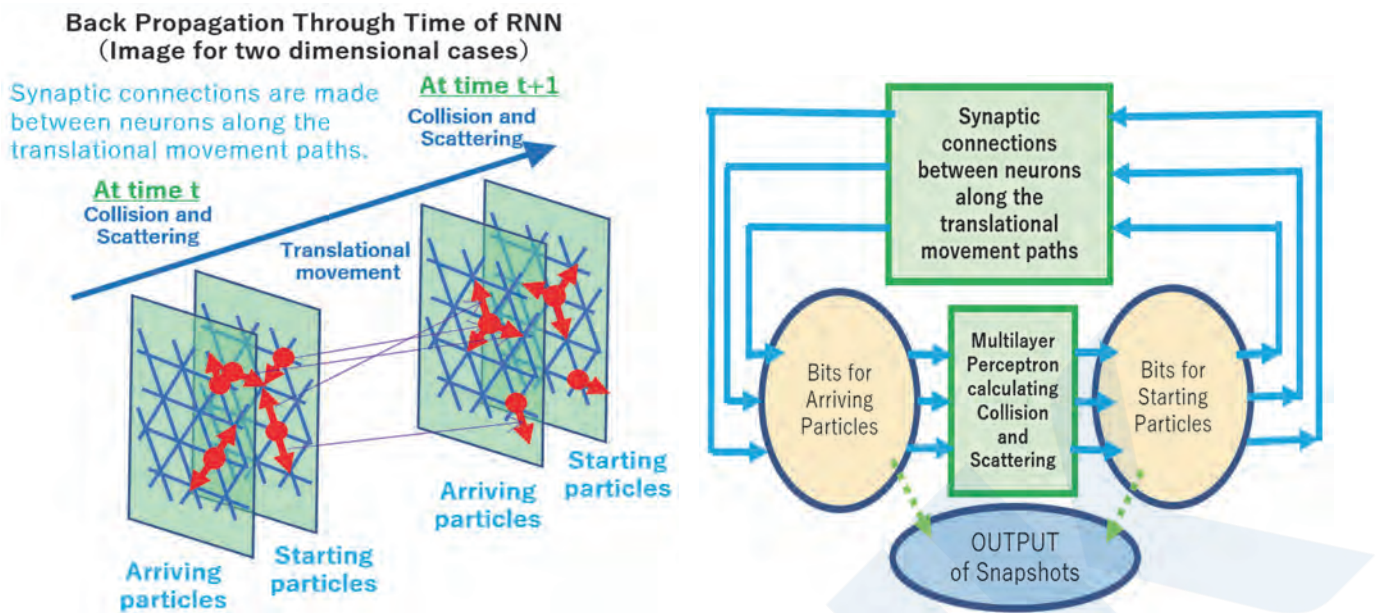 Back Propagation Through Time of RNN
（Image for two dimensional cases）
Synaptic connections are made
between neurons along the
translational movement paths.
At time t+1
Collision and
Scattering
At time t
Collision and
Scattering
Translational
movement
Arriving
particles
Starting
particles
Arriving
particles
Starting
particles
Synaptic
connections
between neurons
along the
translational
movement paths
Bits for
Arriving
Particles
Multilayer
Perceptron
calculating
Collision
and
Scattering
Bits for
Starting
Particles
OUTPUT
of Snapshots